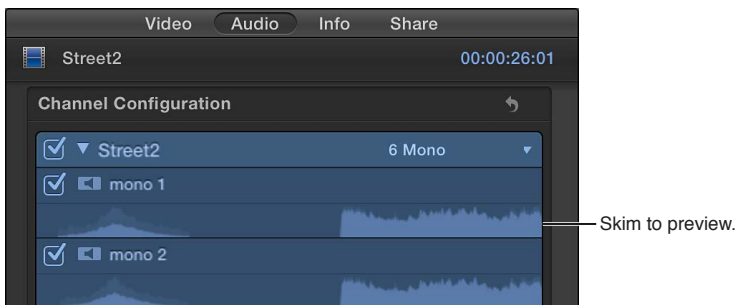 Video Audio Info Share
Street2 00:00:26:01
Channel Configuration
Street2 6 Mono
mono 1
Skim to preview.
mono 2